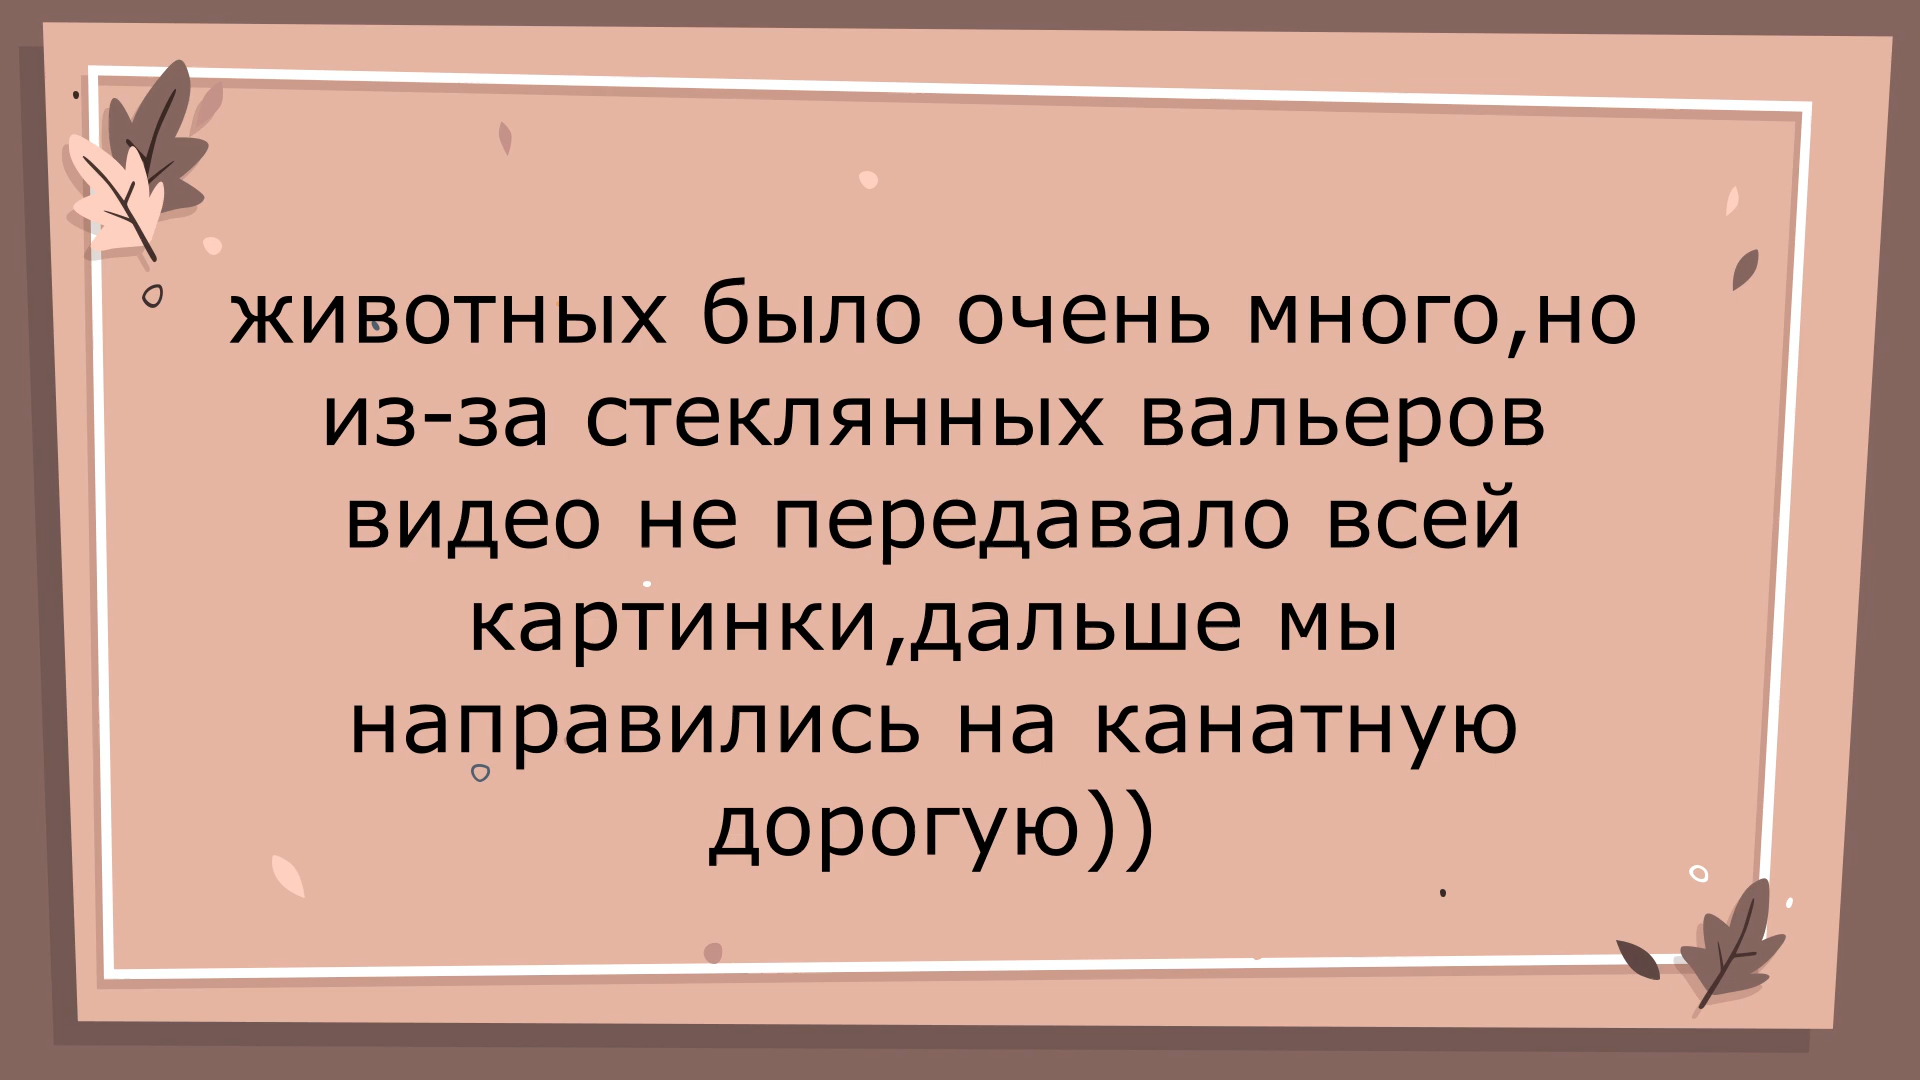 животных было очень много,но
из-за стеклянных вальеров
видео не передавало всей
картинки,дальше мы
направились на канатную
дорогую))